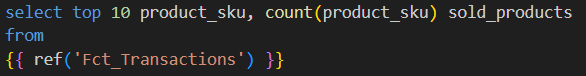 select top 10 product_sku, count(product_sku) sold_products
from
{{ ref('Fct_Transactions') }}